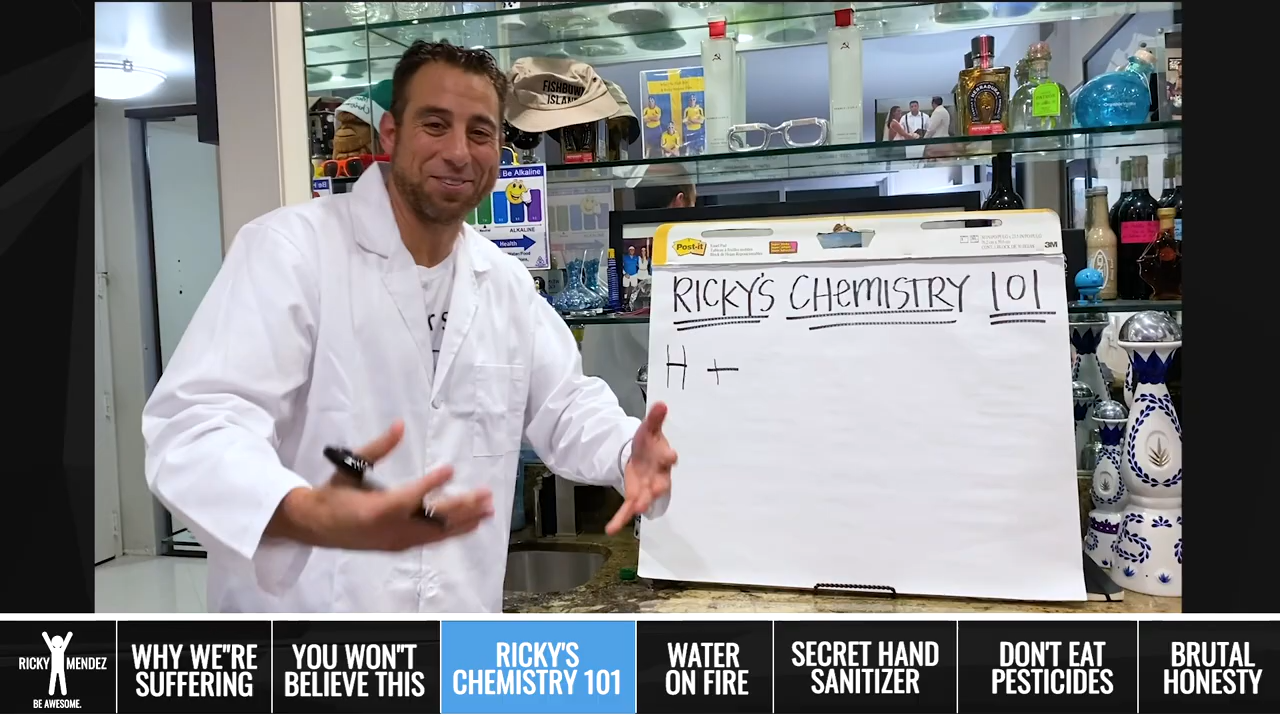 FISHBOWL
ISLAND
Be Alkaline
ALKALINE
Health
Post-it
3M
RICKY'S CHEMISTRY 101
H +
RICKY MENDEZ
BE AWESOME.
WHY WE"RE
SUFFERING
YOU WON"T
BELIEVE THIS
RICKY'S
CHEMISTRY 101
WATER
ON FIRE
SECRET HAND
SANITIZER
DON'T EAT
PESTICIDES
BRUTAL
HONESTY